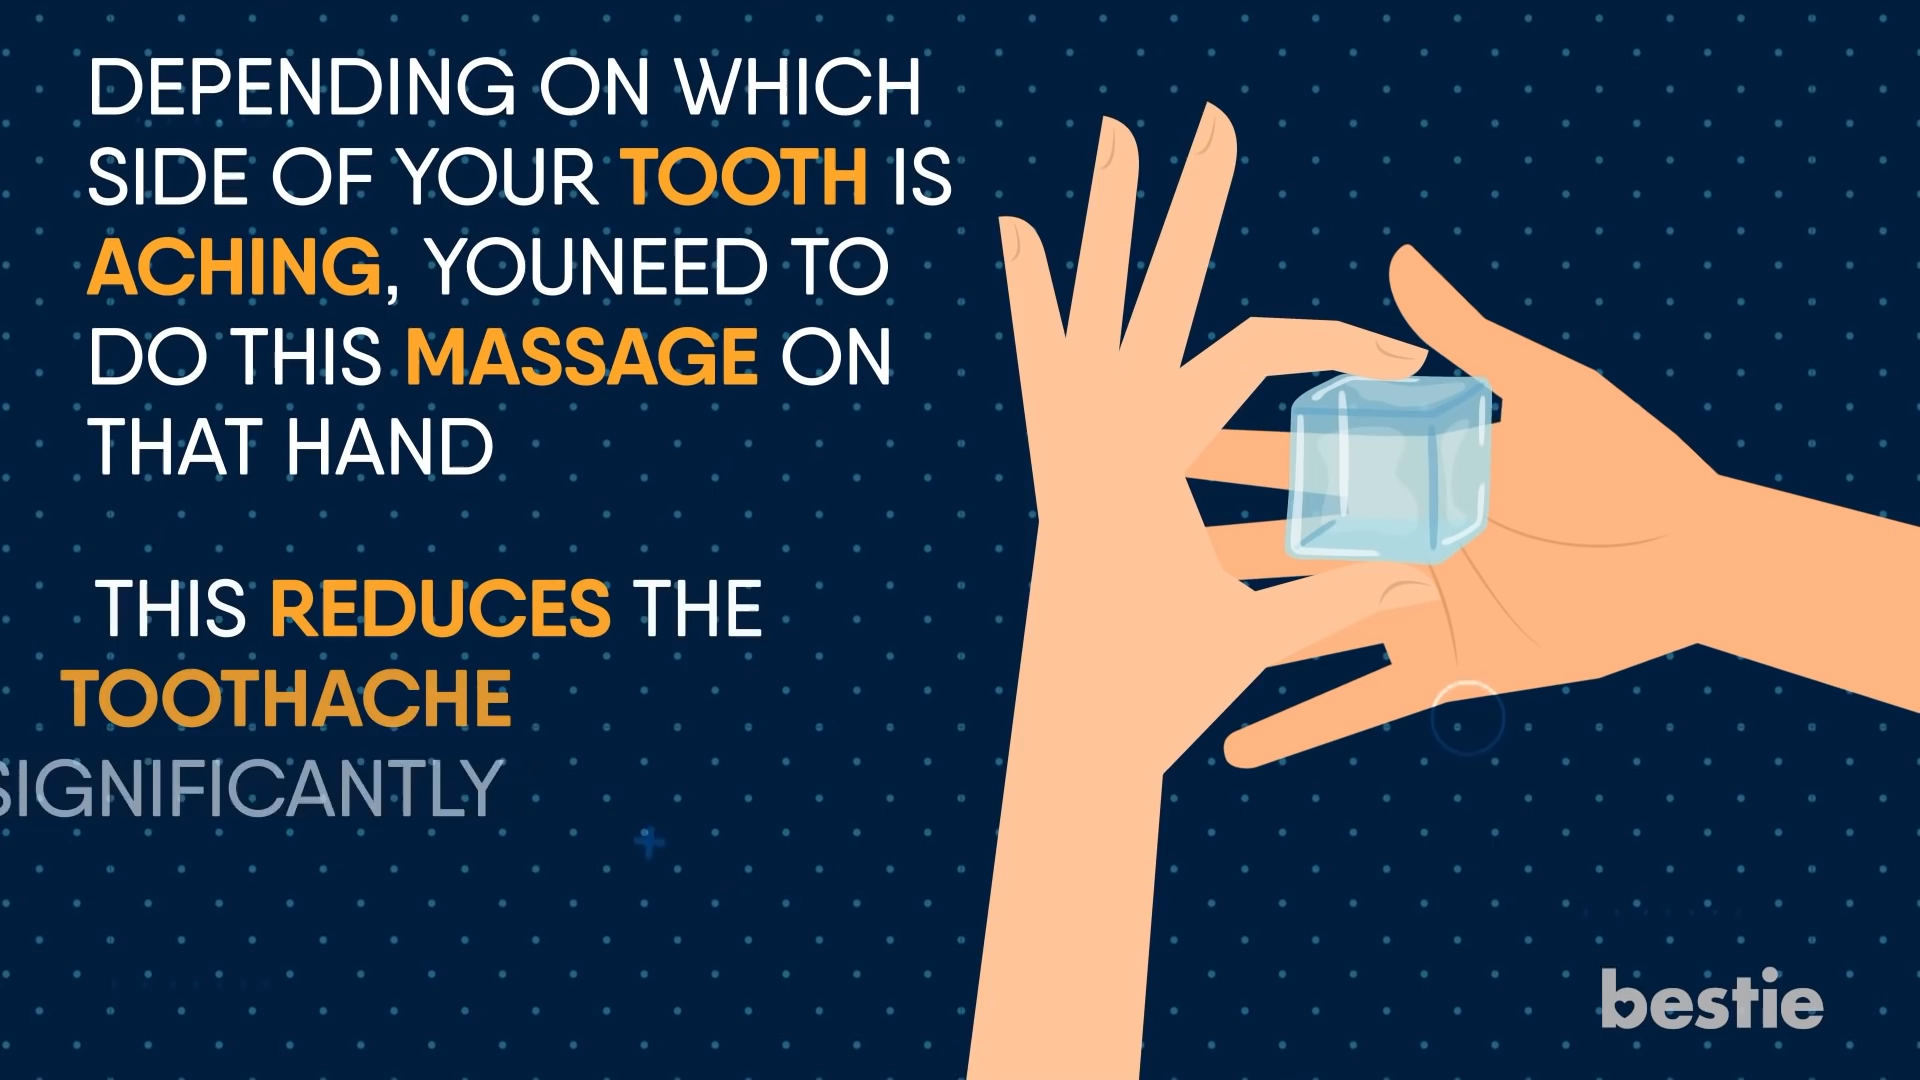 DEPENDING ON WHICH
SIDE OF YOUR TOOTH IS
ACHING, YOUNEED TO
DO THIS MASSAGE ON
THAT HAND
THIS REDUCES THE
TOOTHACHE
SIGNIFICANTLY
bestie